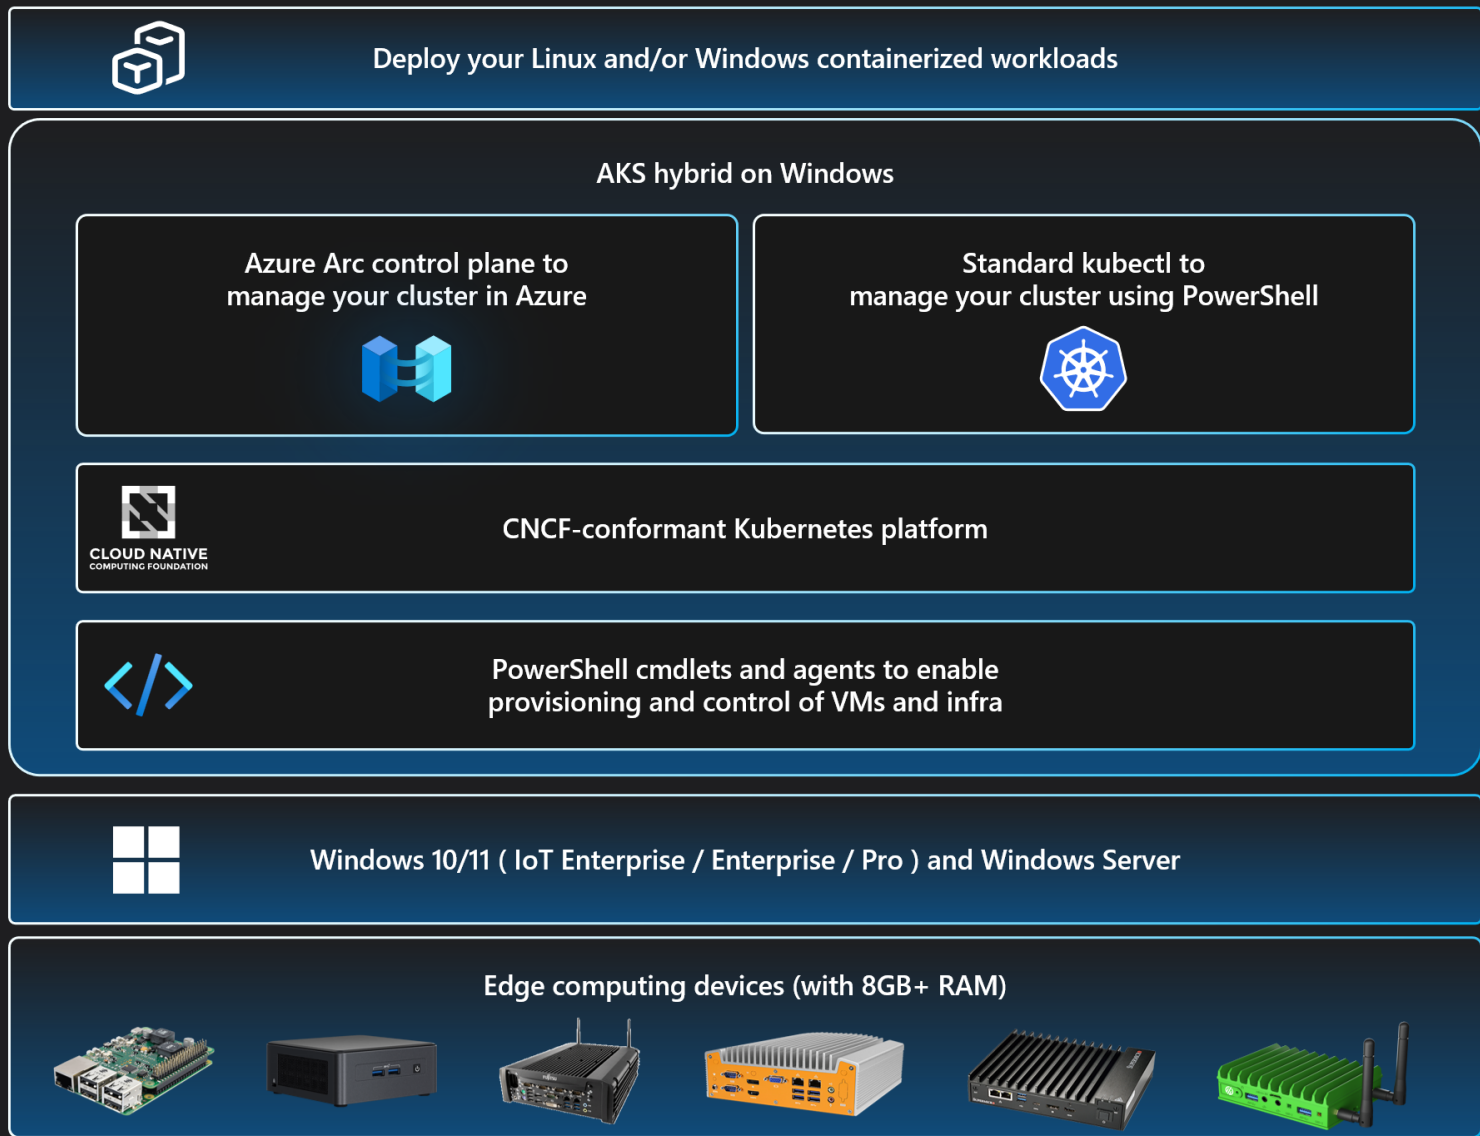 Deploy your Linux and/or Windows containerized workloads
AKS hybrid on Windows
Azure Arc control plane to
manage your cluster in Azure
Standard kubectl to
manage your cluster using PowerShell
CLOUD NATIVE
COMPUTING FOUNDATION
CNCF-conformant Kubernetes platform
PowerShell cmdlets and agents to enable
provisioning and control of VMs and infra
Windows 10/11 ( IoT Enterprise / Enterprise / Pro ) and Windows Server
Edge computing devices (with 8GB+ RAM)